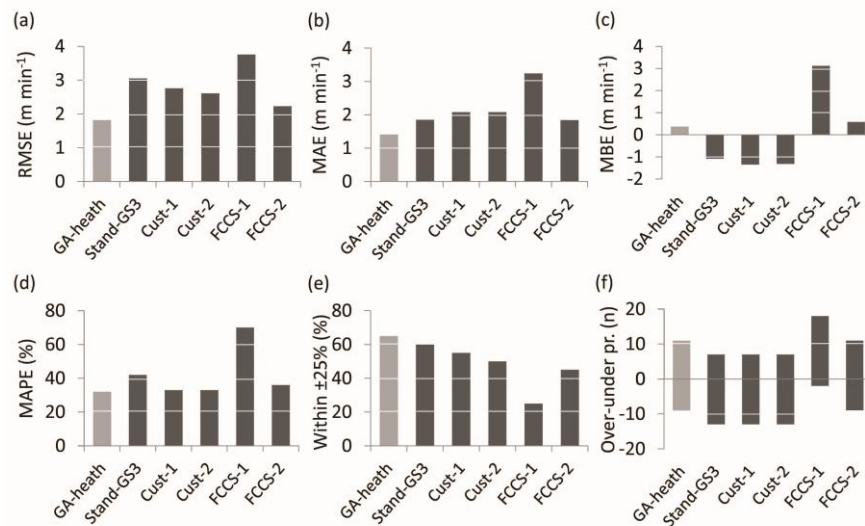 (a)
RMSE (m min⁻¹)
4
3
2
1
0
GA-heath
Stand-GS3
Cust-1
Cust-2
FCCS-1
FCCS-2
(b)
MAE (m min⁻¹)
4
3
2
1
0
GA-heath
Stand-GS3
Cust-1
Cust-2
FCCS-1
FCCS-2
(c)
MBE (m min⁻¹)
4
3
2
1
0
-1
-2
GA-heath
Stand-GS3
Cust-1
Cust-2
FCCS-1
FCCS-2
(d)
MAPE (%)
80
60
40
20
0
GA-heath
Stand-GS3
Cust-1
Cust-2
FCCS-1
FCCS-2
(e)
Within ±25% (%)
80
60
40
20
0
GA-heath
Stand-GS3
Cust-1
Cust-2
FCCS-1
FCCS-2
(f)
Over-under pr. (n)
20
10
0
-10
-20
GA-heath
Stand-GS3
Cust-1
Cust-2
FCCS-1
FCCS-2